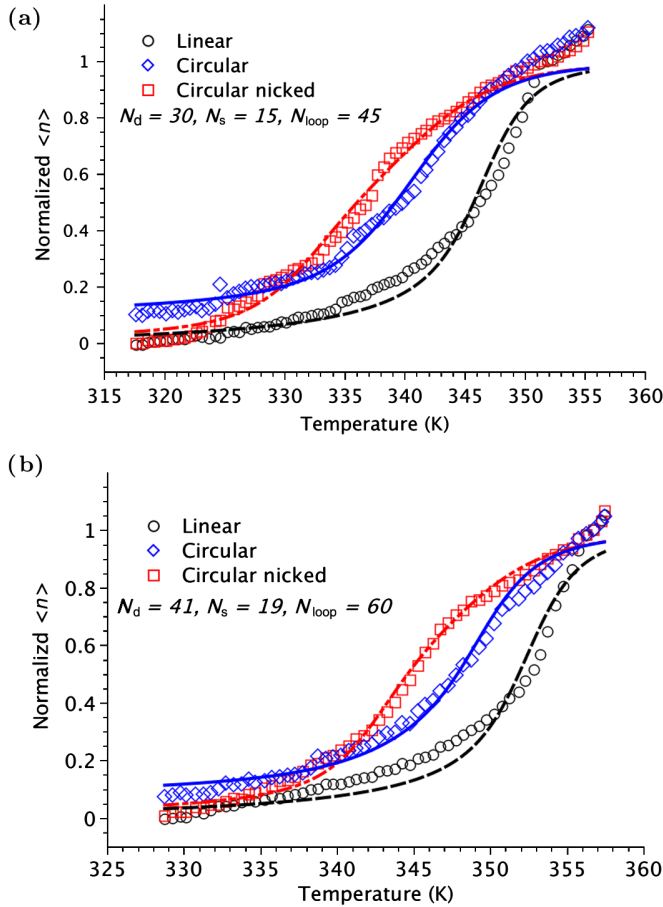 (a)
Normalized <n>
1
0.8
0.6
0.4
0.2
0
Linear
Circular
Circular nicked
Nd = 30, Ns = 15, Nloop = 45
315 320 325 330 335 340 345 350 355 360
Temperature (K)
(b)
Normalizd <n>
1
0.8
0.6
0.4
0.2
0
Linear
Circular
Circular nicked
Nd = 41, Ns = 19, Nloop = 60
325 330 335 340 345 350 355 360
Temperature (K)